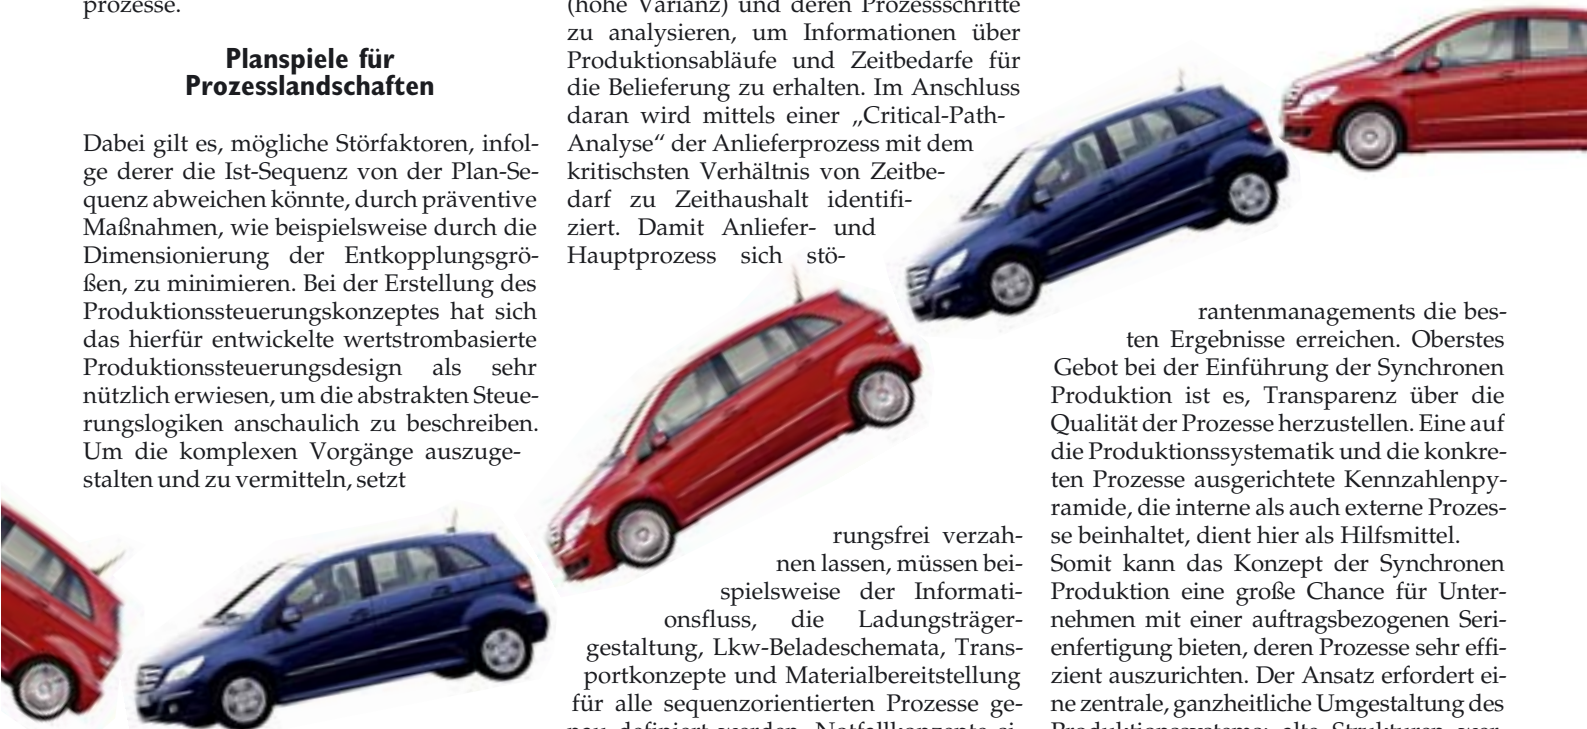 prozesse.
Planspiele für
Prozesslandschaften
Dabei gilt es, mögliche Störfaktoren, infol-
ge derer die Ist-Sequenz von der Plan-Se-
quenz abweichen könnte, durch präventive
Maßnahmen, wie beispielsweise durch die
Dimensionierung der Entkopplungsgrö-
ßen, zu minimieren. Bei der Erstellung des
Produktionssteuerungskonzeptes hat sich
das hierfür entwickelte wertstrombasierte
Produktionssteuerungsdesign als sehr
nützlich erwiesen, um die abstrakten Steue-
rungslogiken anschaulich zu beschreiben.
Um die komplexen Vorgänge auszuge-
stalten und zu vermitteln, setzt
(hohe Varianz) und deren Prozessschritte
zu analysieren, um Informationen über
Produktionsabläufe und Zeitbedarfe für
die Belieferung zu erhalten. Im Anschluss
daran wird mittels einer „Critical-Path-
Analyse“ der Anlieferprozess mit dem
kritischsten Verhältnis von Zeitbe-
darf zu Zeithaushalt identifi-
ziert. Damit Anliefer- und
Hauptprozess sich stö-
rungsfrei verzah-
nen lassen, müssen bei-
spielsweise der Informati-
onsfluss, die Ladungsträger-
gestaltung, Lkw-Beladeschemata, Trans-
portkonzepte und Materialbereitstellung
für alle sequenzorientierten Prozesse ge-
nau definiert werden. Notfallkonzepte si-
rantenmanagements die bes-
ten Ergebnisse erreichen. Oberstes
Gebot bei der Einführung der Synchronen
Produktion ist es, Transparenz über die
Qualität der Prozesse herzustellen. Eine auf
die Produktionssystematik und die konkre-
ten Prozesse ausgerichtete Kennzahlenpy-
ramide, die interne als auch externe Prozes-
se beinhaltet, dient hier als Hilfsmittel.
Somit kann das Konzept der Synchronen
Produktion eine große Chance für Unter-
nehmen mit einer auftragsbezogenen Seri-
enfertigung bieten, deren Prozesse sehr effi-
zient auszurichten. Der Ansatz erfordert ei-
ne zentrale, ganzheitliche Umgestaltung des
Produktionssystems: alte Strukturen wer-